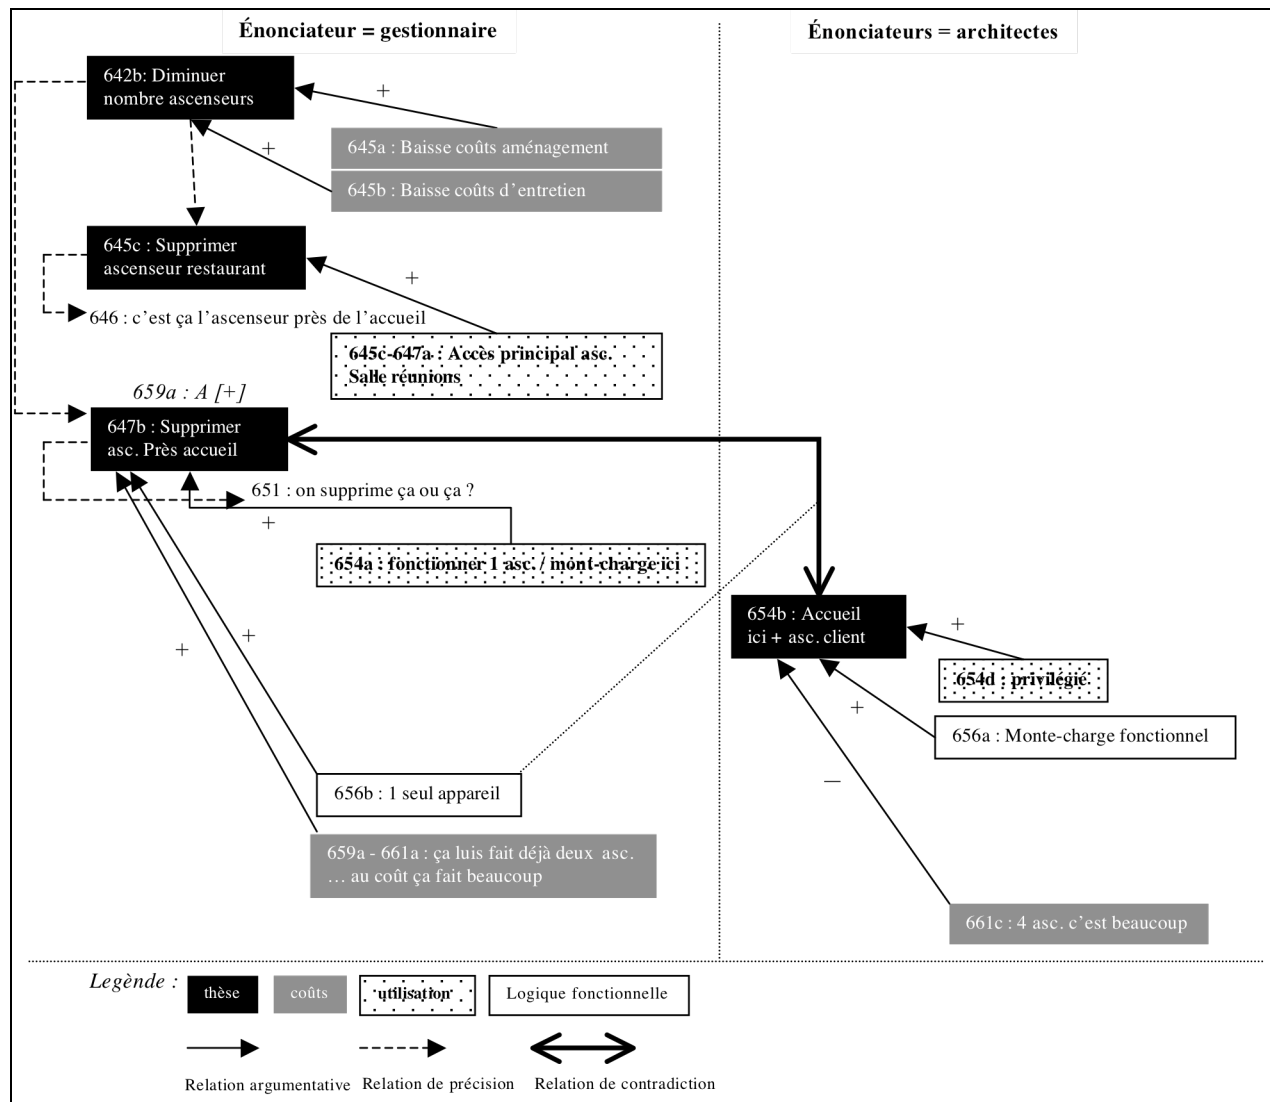 Énonciateur = gestionnaire
Énonciateurs = architectes
642b: Diminuer
nombre ascenseurs
+
645a : Baisse coûts aménagement
+
645b : Baisse coûts d’entretien
645c : Supprimer
ascenseur restaurant
+
646 : c’est ça l’ascenseur près de l’accueil
645c-647a : Accès principal asc.
Salle réunions
659a : A [+]
647b : Supprimer
asc. Près accueil
651 : on supprime ça ou ça ?
+
654a : fonctionner 1 asc. / mont-charge ici
654b : Accueil
ici + asc. client
+
+
+
654d : privilégié
+
656a : Monte-charge fonctionnel
–
656b : 1 seul appareil
659a - 661a : ça luis fait déjà deux asc.
… au coût ça fait beaucoup
661c : 4 asc. c’est beaucoup
Legènde :
thèse
coûts
utilisation
Logique fonctionnelle
Relation argumentative
Relation de précision
Relation de contradiction